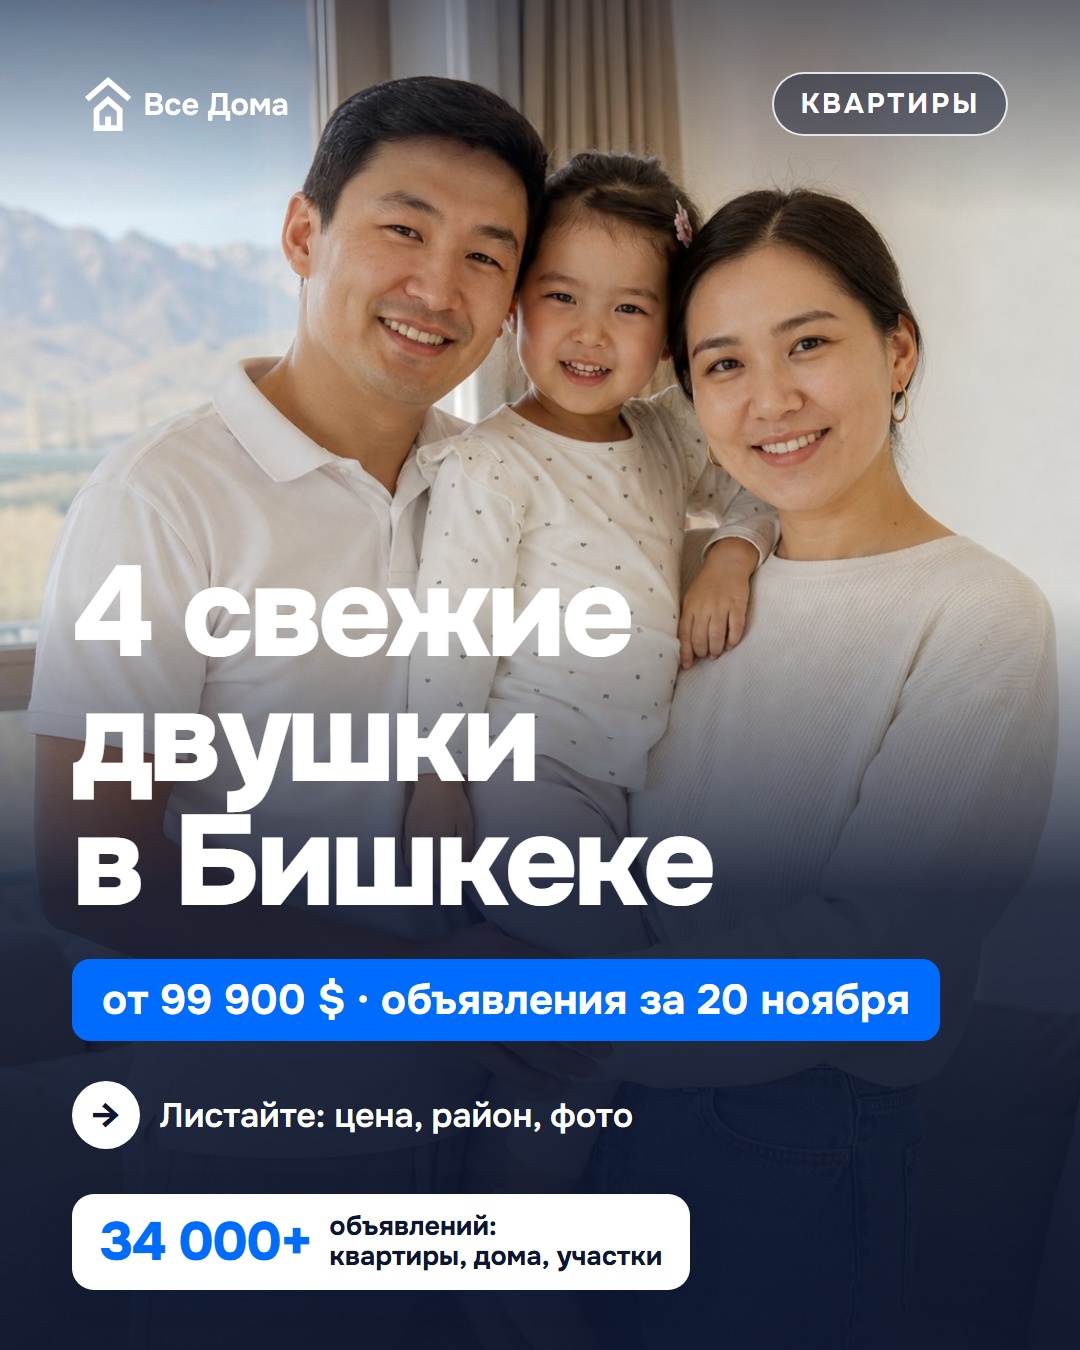 Все Дома
КВАРТИРЫ
4 свежие
двушки
в Бишкеке
от 99 900 $ · объявления за 20 ноября
Листайте: цена, район, фото
34 000+
объявлений:
квартиры, дома, участки